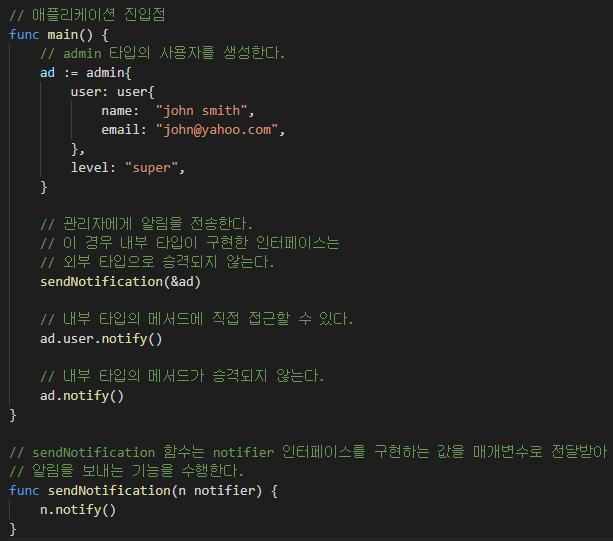 // 애플리케이션 진입점
func main() {
    // admin 타입의 사용자를 생성한다.
    ad := admin{
        user: user{
            name:  "john smith",
            email: "john@yahoo.com",
        },
        level: "super",
    }

    // 관리자에게 알림을 전송한다.
    // 이 경우 내부 타입이 구현한 인터페이스는
    // 외부 타입으로 승격되지 않는다.
    sendNotification(&ad)

    // 내부 타입의 메서드에 직접 접근할 수 있다.
    ad.user.notify()

    // 내부 타입의 메서드가 승격되지 않는다.
    ad.notify()
}

// sendNotification 함수는 notifier 인터페이스를 구현하는 값을 매개변수로 전달받아
// 알림을 보내는 기능을 수행한다.
func sendNotification(n notifier) {
    n.notify()
}